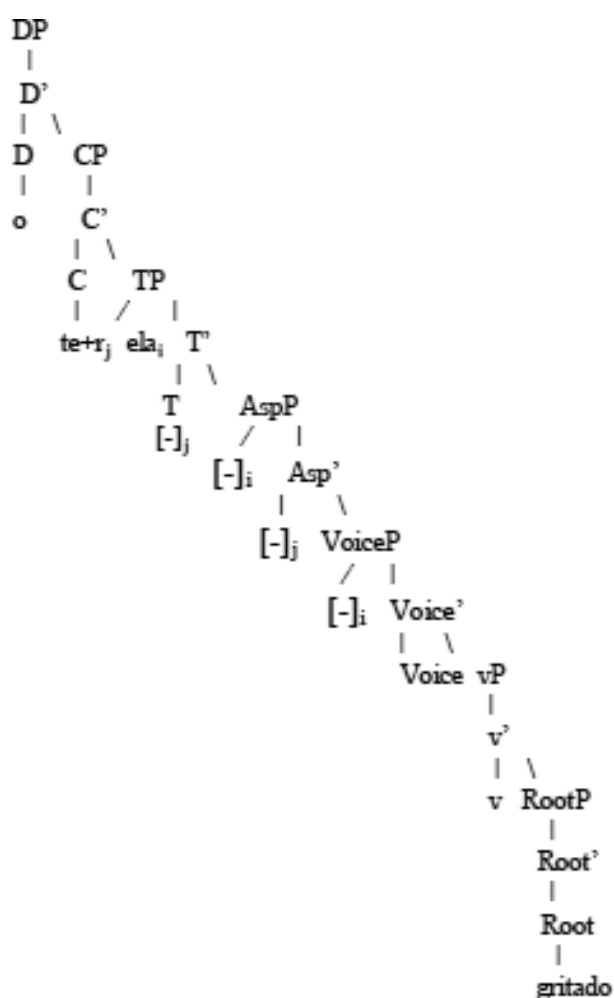 DP
D’
D CP
o C’
C TP
te+rj elai T’
T AspP
[-]j
[-]i Asp’
[-]j VoiceP
[-]i Voice’
Voice vP
v’
v RootP
Root’
Root
gritado